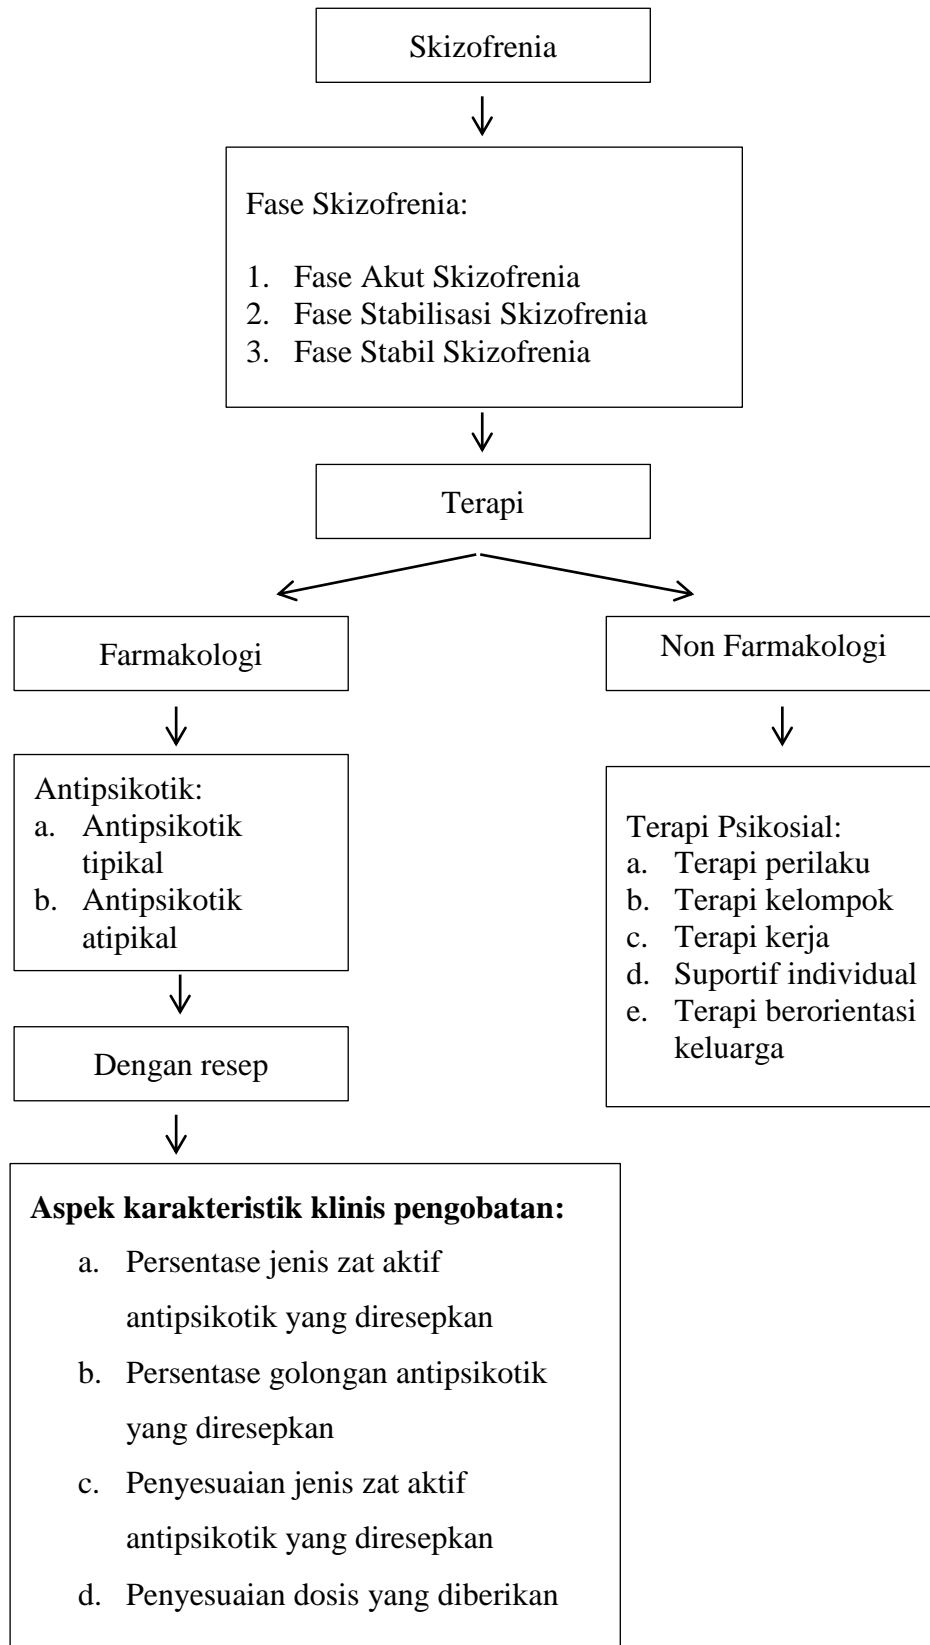 Skizofrenia
Fase Skizofrenia:
1. Fase Akut Skizofrenia
2. Fase Stabilisasi Skizofrenia
3. Fase Stabil Skizofrenia
Terapi
Farmakologi
Non Farmakologi
Antipsikotik:
a. Antipsikotik
tipikal
b. Antipsikotik
atipikal
Terapi Psikosial:
a. Terapi perilaku
b. Terapi kelompok
c. Terapi kerja
d. Suportif individual
e. Terapi berorientasi
keluarga
Dengan resep
Aspek karakteristik klinis pengobatan:
a. Persentase jenis zat aktif
antipsikotik yang diresepkan
b. Persentase golongan antipsikotik
yang diresepkan
c. Penyesuaian jenis zat aktif
antipsikotik yang diresepkan
d. Penyesuaian dosis yang diberikan